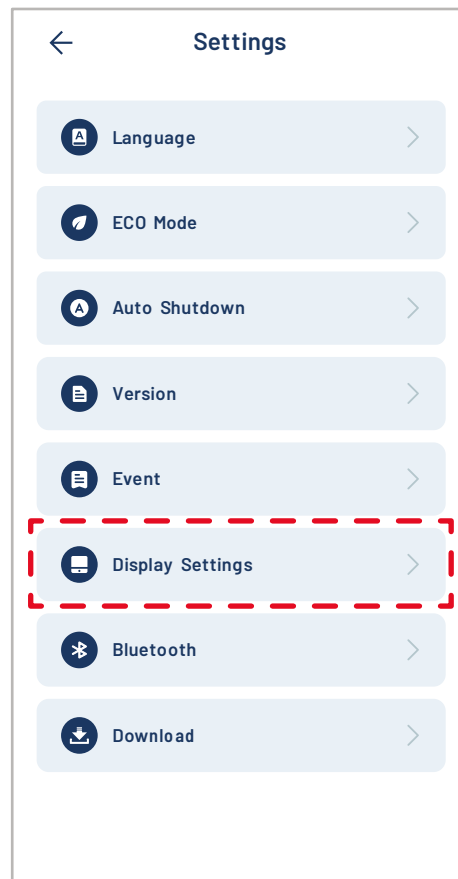 Settings
Language
ECO Mode
Auto Shutdown
Version
Event
Display Settings
Bluetooth
Download